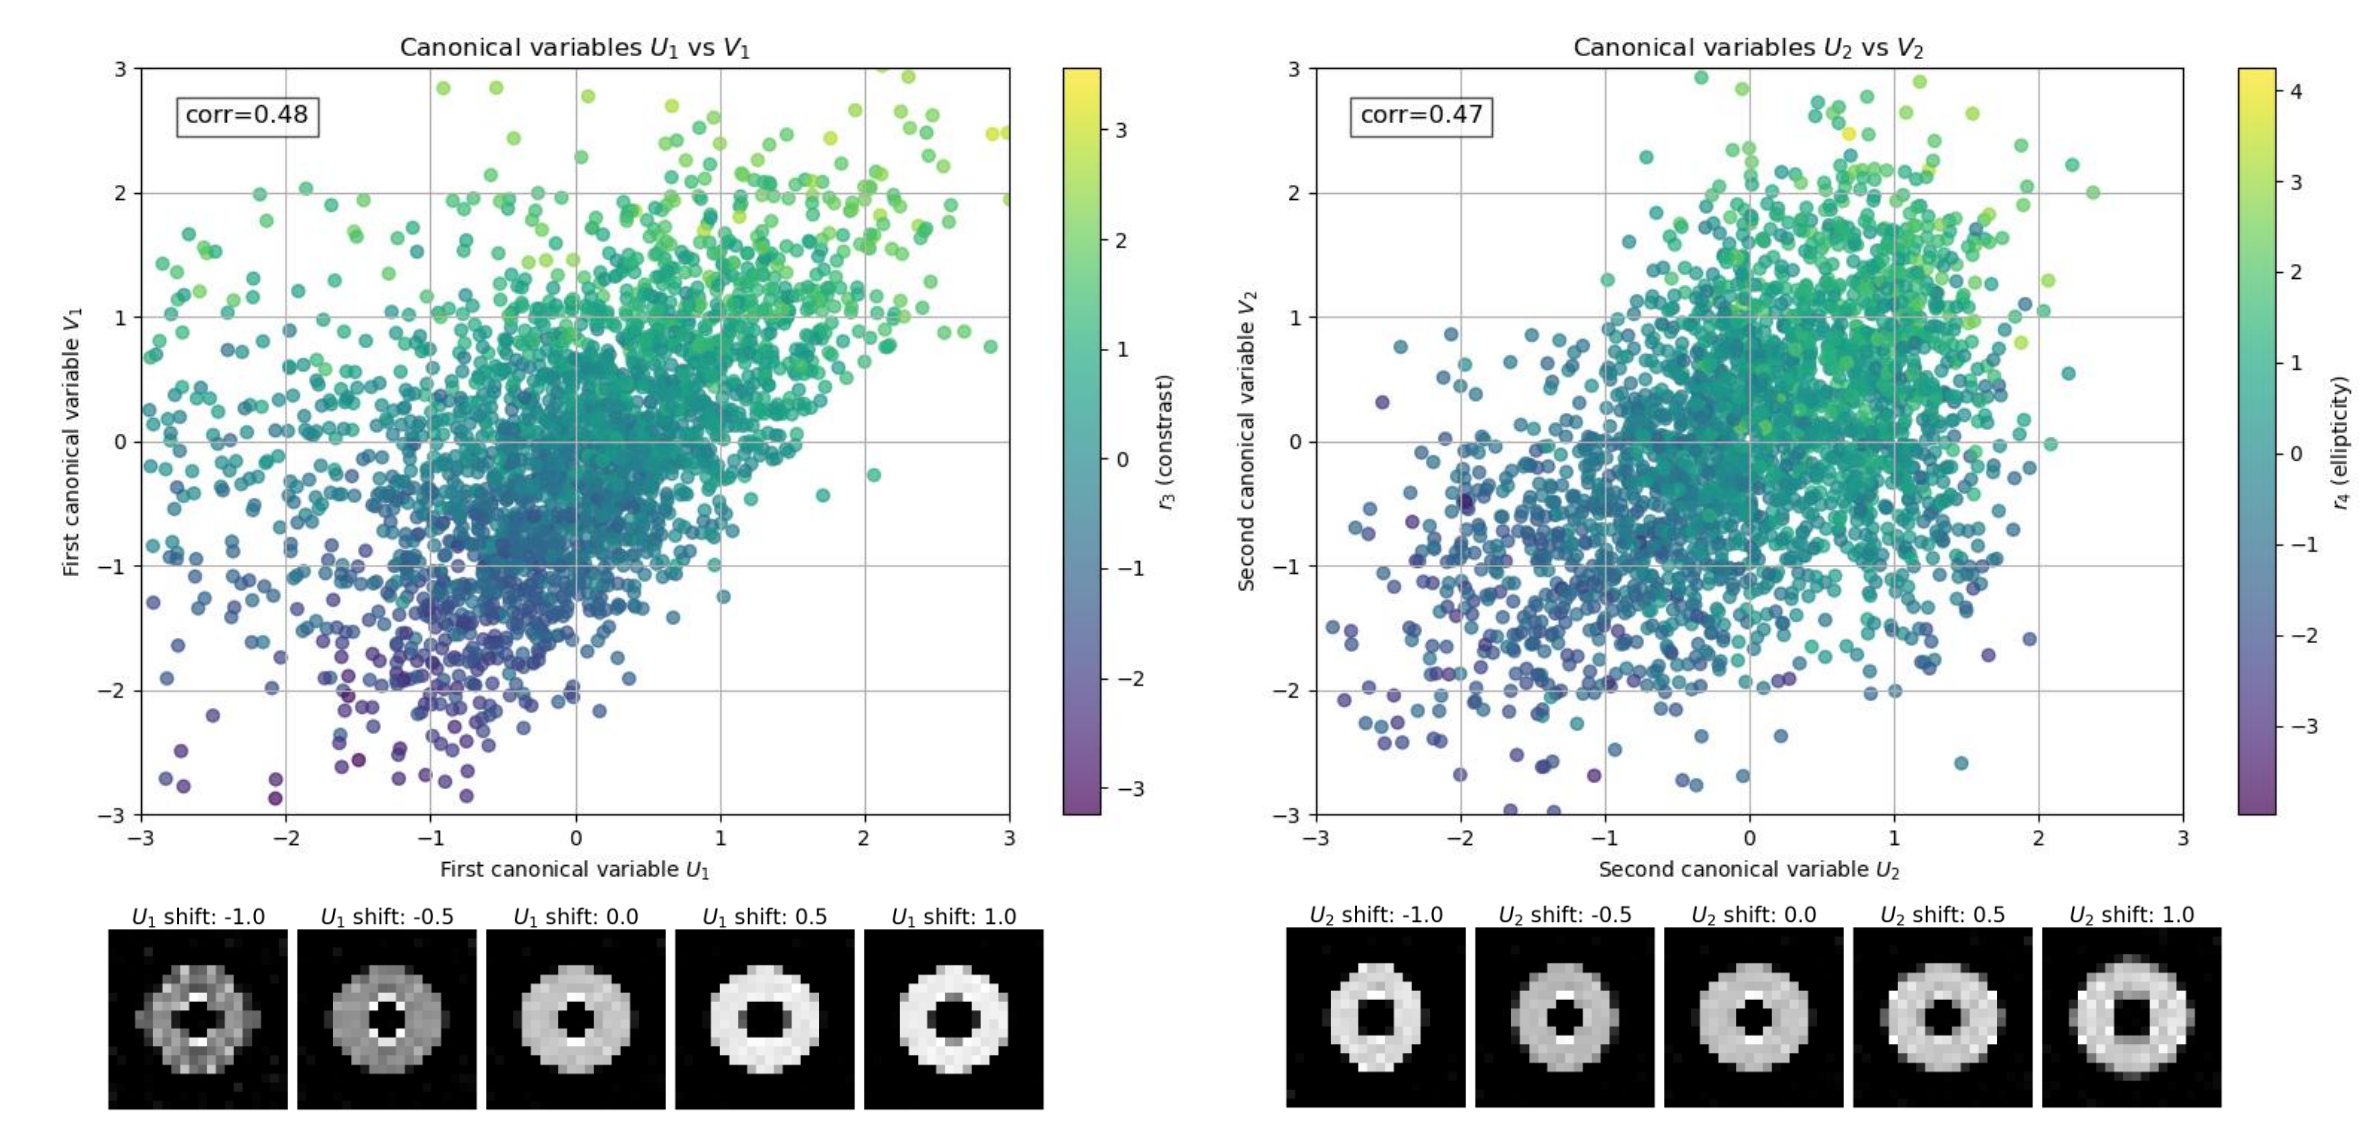 Canonical variables U₁ vs V₁
corr=0.48
3
2
1
0
−1
−2
−3
−3 −2 −1 0 1 2 3
First canonical variable V₁
First canonical variable U₁
3
2
1
0
−1
−2
−3
r₃ (constrast)
U₁ shift: -1.0 U₁ shift: -0.5 U₁ shift: 0.0 U₁ shift: 0.5 U₁ shift: 1.0
Canonical variables U₂ vs V₂
corr=0.47
3
2
1
0
−1
−2
−3
−3 −2 −1 0 1 2 3
Second canonical variable V₂
Second canonical variable U₂
4
3
2
1
0
−1
−2
−3
r₄ (ellipticity)
U₂ shift: -1.0 U₂ shift: -0.5 U₂ shift: 0.0 U₂ shift: 0.5 U₂ shift: 1.0